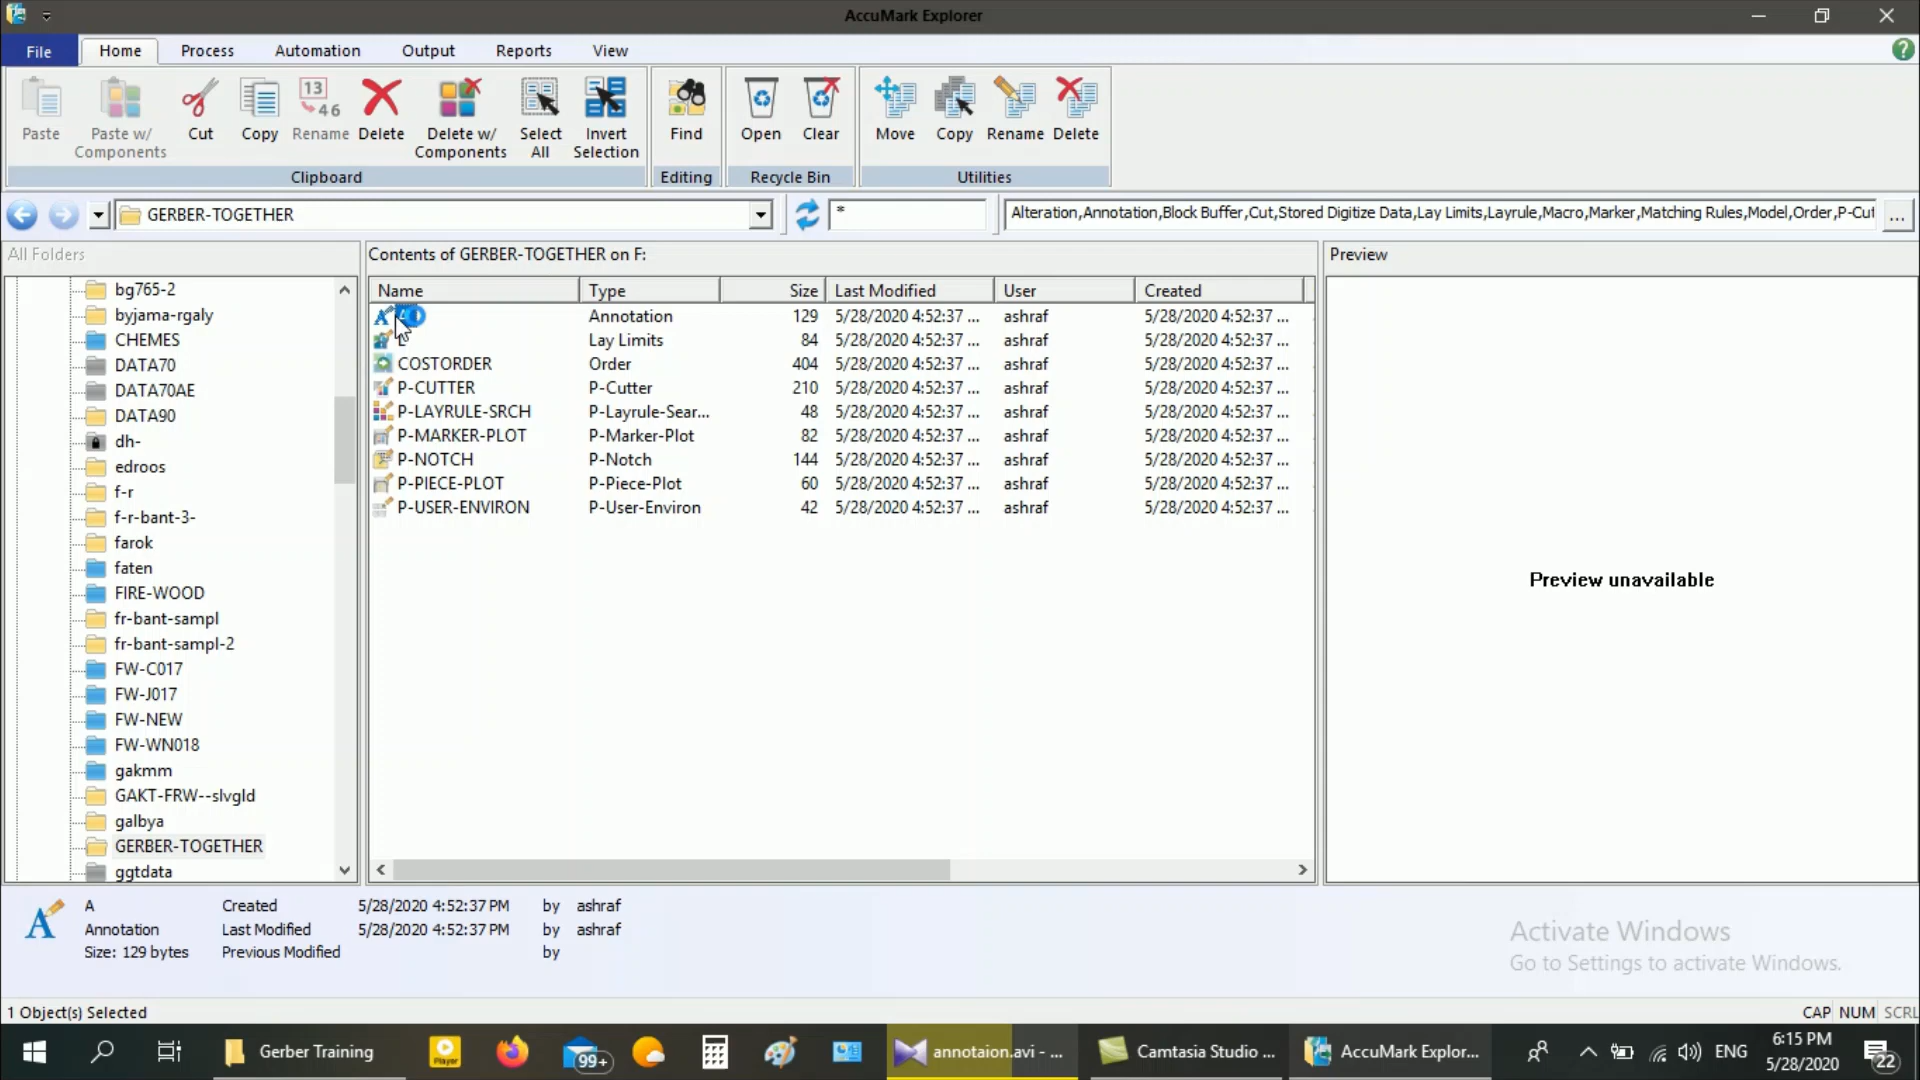 AccuMark Explorer
File Home Process Automation Output Reports View
Paste
Paste w/ Components
Cut
Copy
13 46 Rename
Delete
Delete w/ Components
Select All
Invert Selection
Find
Open
Clear
Move
Copy
Rename
Delete
Clipboard Editing Recycle Bin Utilities
GERBER-TOGETHER * Alteration,Annotation,Block Buffer,Cut,Stored Digitize Data,Lay Limits,Layrule,Macro,Marker,Matching Rules,Model,Order,P-Cut ...
All Folders
bg765-2
byjama-rgaly
CHEMES
DATA70
DATA70AE
DATA90
dh-
edroos
f-r
f-r-bant-3-
farok
faten
FIRE-WOOD
fr-bant-sampl
fr-bant-sampl-2
FW-C017
FW-J017
FW-NEW
FW-WN018
gakmm
GAKT-FRW--slvgld
galbya
GERBER-TOGETHER
ggtdata
Contents of GERBER-TOGETHER on F:
Name Type Size Last Modified User Created
Annotation 129 5/28/2020 4:52:37 ... ashraf 5/28/2020 4:52:37 ...
Lay Limits 84 5/28/2020 4:52:37 ... ashraf 5/28/2020 4:52:37 ...
COSTORDER Order 404 5/28/2020 4:52:37 ... ashraf 5/28/2020 4:52:37 ...
P-CUTTER P-Cutter 210 5/28/2020 4:52:37 ... ashraf 5/28/2020 4:52:37 ...
P-LAYRULE-SRCH P-Layrule-Sear... 48 5/28/2020 4:52:37 ... ashraf 5/28/2020 4:52:37 ...
P-MARKER-PLOT P-Marker-Plot 82 5/28/2020 4:52:37 ... ashraf 5/28/2020 4:52:37 ...
P-NOTCH P-Notch 144 5/28/2020 4:52:37 ... ashraf 5/28/2020 4:52:37 ...
P-PIECE-PLOT P-Piece-Plot 60 5/28/2020 4:52:37 ... ashraf 5/28/2020 4:52:37 ...
P-USER-ENVIRON P-User-Environ 42 5/28/2020 4:52:37 ... ashraf 5/28/2020 4:52:37 ...
Preview
Preview unavailable
A Created 5/28/2020 4:52:37 PM by ashraf
Annotation Last Modified 5/28/2020 4:52:37 PM by ashraf
Size: 129 bytes Previous Modified by
Activate Windows
Go to Settings to activate Windows.
1 Object(s) Selected CAP NUM SCRL
Gerber Training Player 99+ annotaion.avi - ... Camtasia Studio ... AccuMark Explor... ENG 6:15 PM
5/28/2020 22